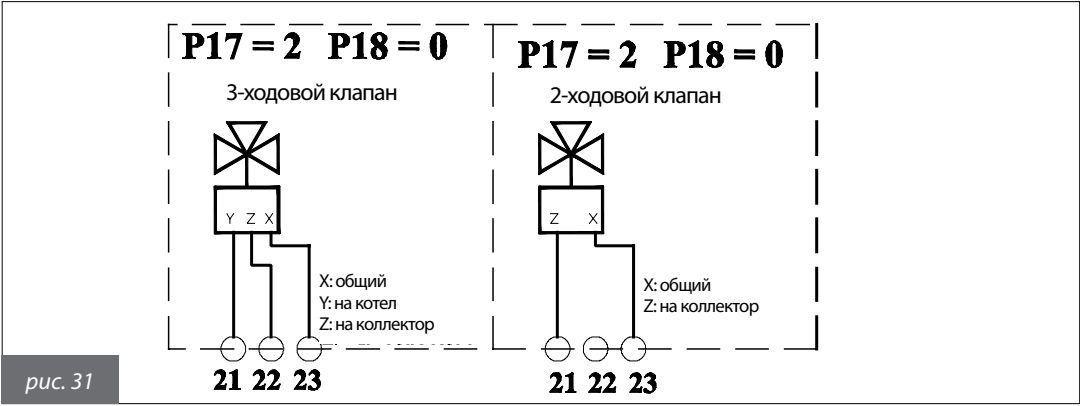 P17 = 2 P18 = 0
3-ходовой клапан
Y Z X
X: общий
Y: на котел
Z: на коллектор
21 22 23
P17 = 2 P18 = 0
2-ходовой клапан
Z X
X: общий
Z: на коллектор
21 22 23
рис. 31